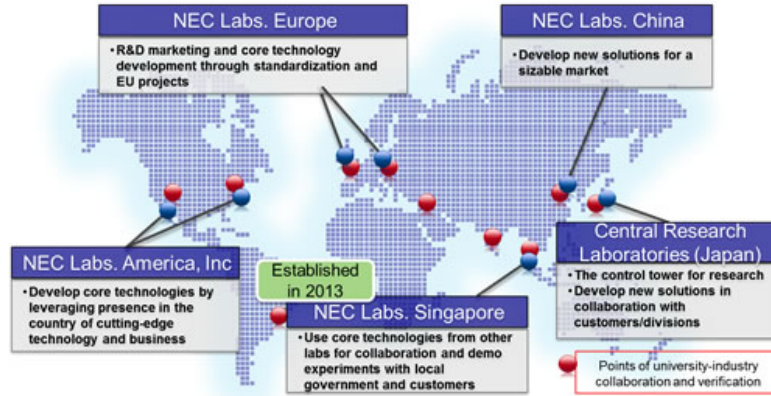 NEC Labs. Europe
• R&D marketing and core technology
development through standardization and
EU projects
NEC Labs. China
• Develop new solutions for a
sizable market
NEC Labs. America, Inc
• Develop core technologies by
leveraging presence in the
country of cutting-edge
technology and business
Established
in 2013
NEC Labs. Singapore
• Use core technologies from other
labs for collaboration and demo
experiments with local
government and customers
Central Research
Laboratories (Japan)
• The control tower for research
• Develop new solutions in
collaboration with
customers/divisions
Points of university-industry
collaboration and verification